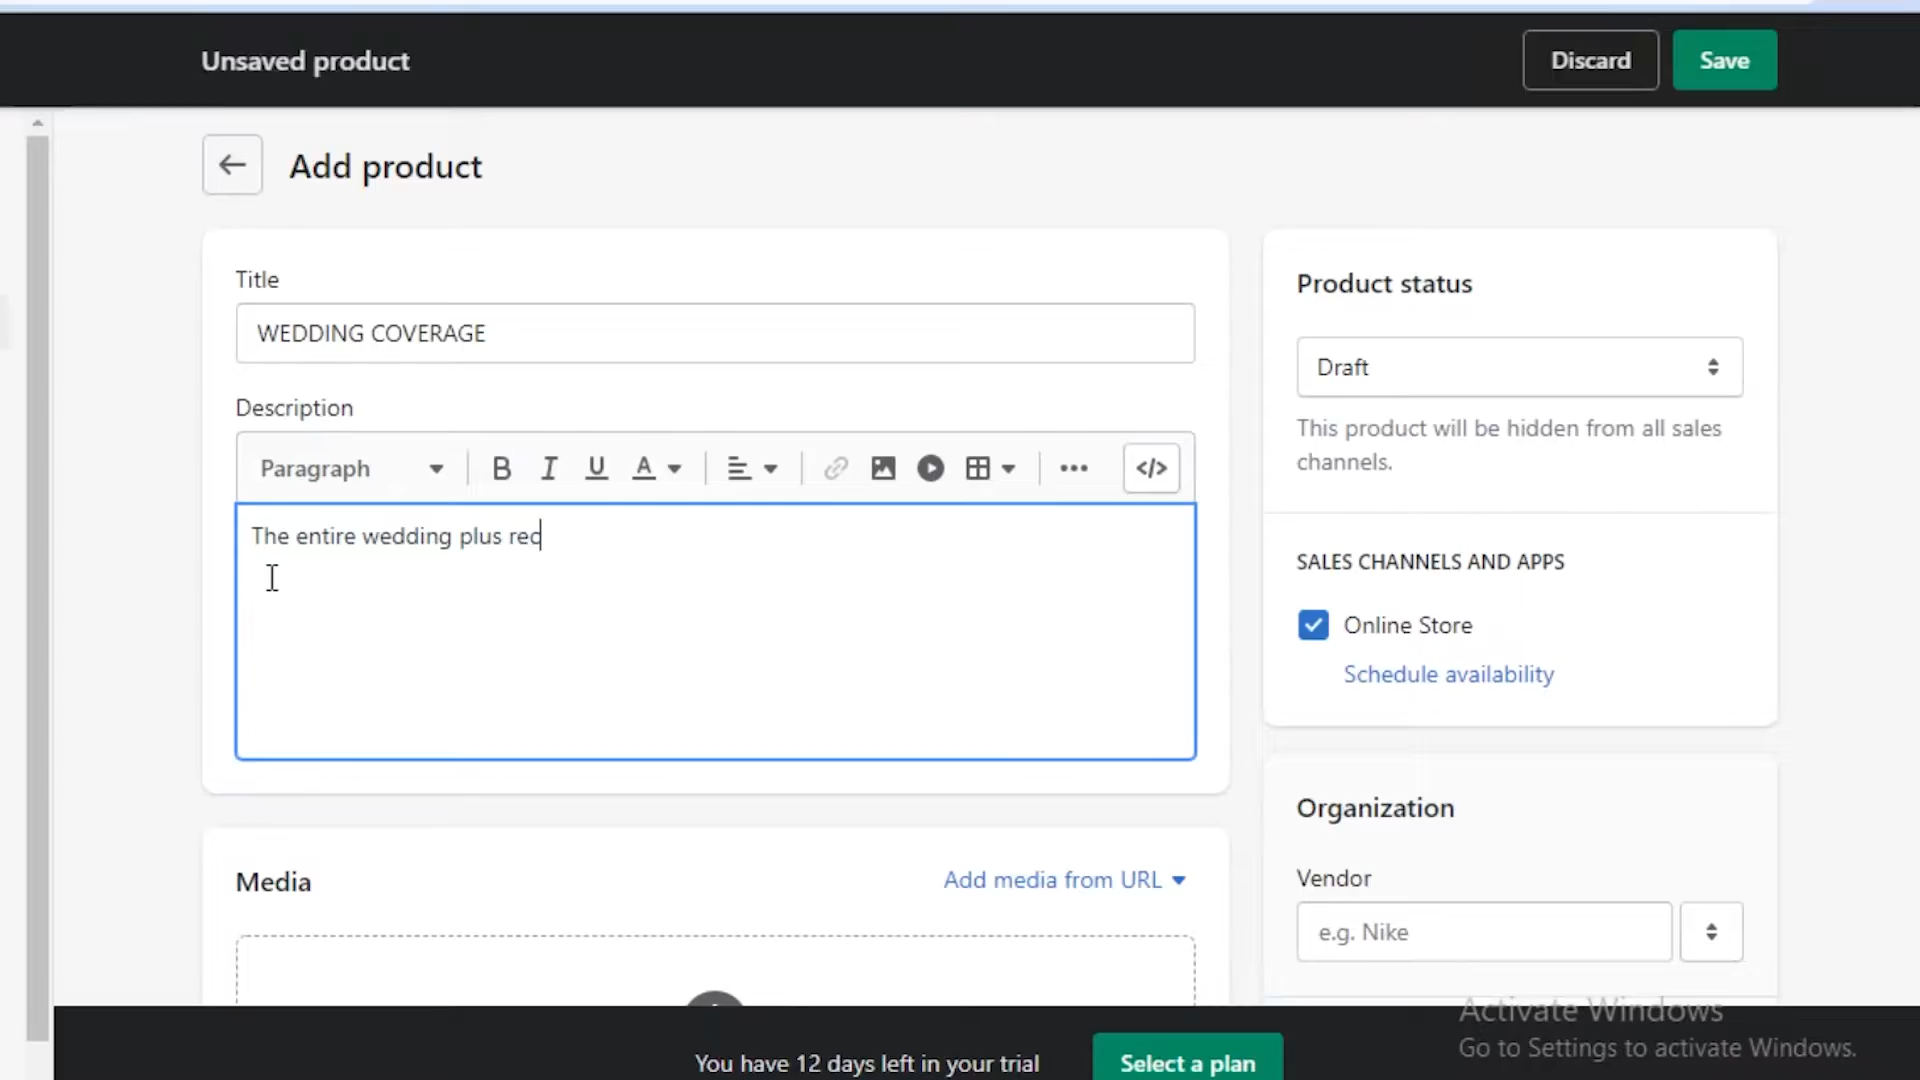 Unsaved product
Discard
Save
Add product
Title
WEDDING COVERAGE
Description
Paragraph
B I U A
</>
The entire wedding plus rec
Media
Add media from URL
Product status
Draft
This product will be hidden from all sales
channels.
SALES CHANNELS AND APPS
Online Store
Schedule availability
Organization
Vendor
e.g. Nike
Activate Windows
Go to Settings to activate Windows.
You have 12 days left in your trial
Select a plan